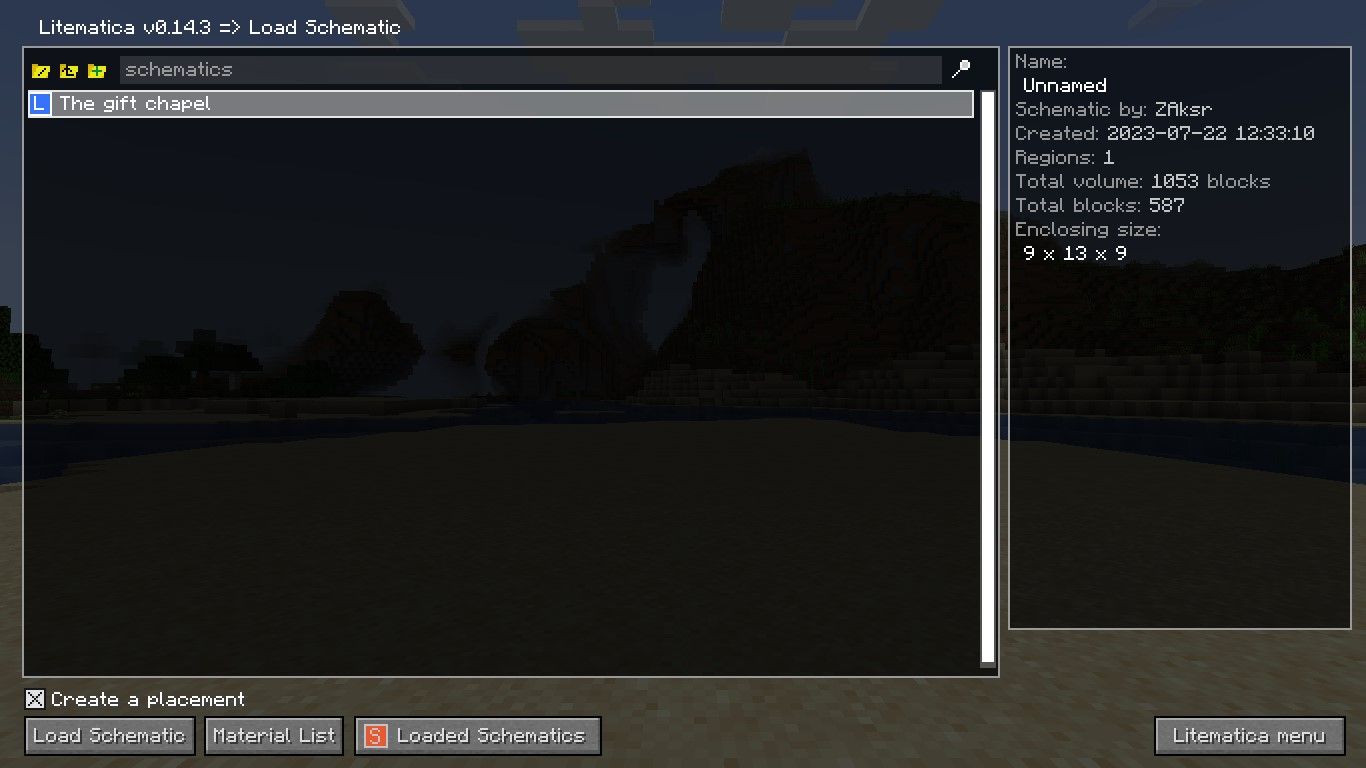 Litematica v0.14.3 => Load Schematic
schematics
L The gift chapel
Name:
Unnamed
Schematic by: ZAksr
Created: 2023-07-22 12:33:10
Regions: 1
Total volume: 1053 blocks
Total blocks: 587
Enclosing size:
9 x 13 x 9
Create a placement
Load Schematic
Material List
S Loaded Schematics
Litematica menu